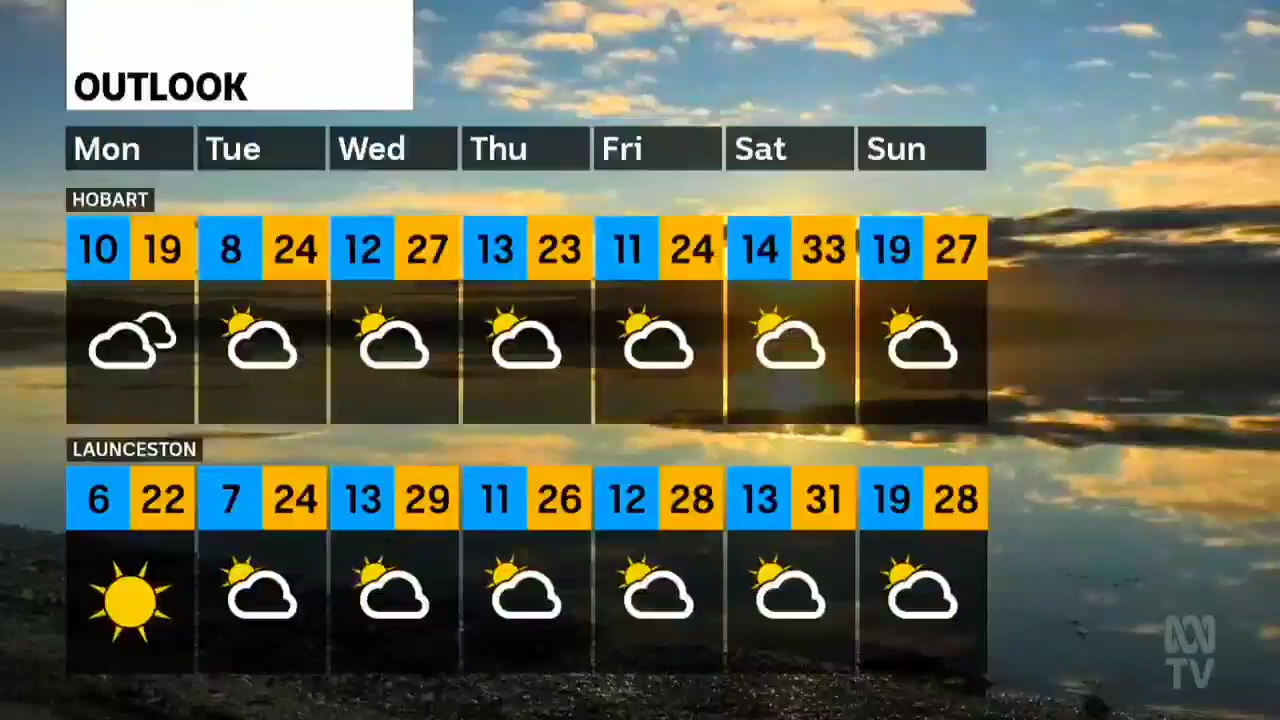 OUTLOOK
Mon Tue Wed Thu Fri Sat Sun
HOBART
10 19 8 24 12 27 13 23 11 24 14 33 19 27
LAUNCESTON
6 22 7 24 13 29 11 26 12 28 13 31 19 28
TV